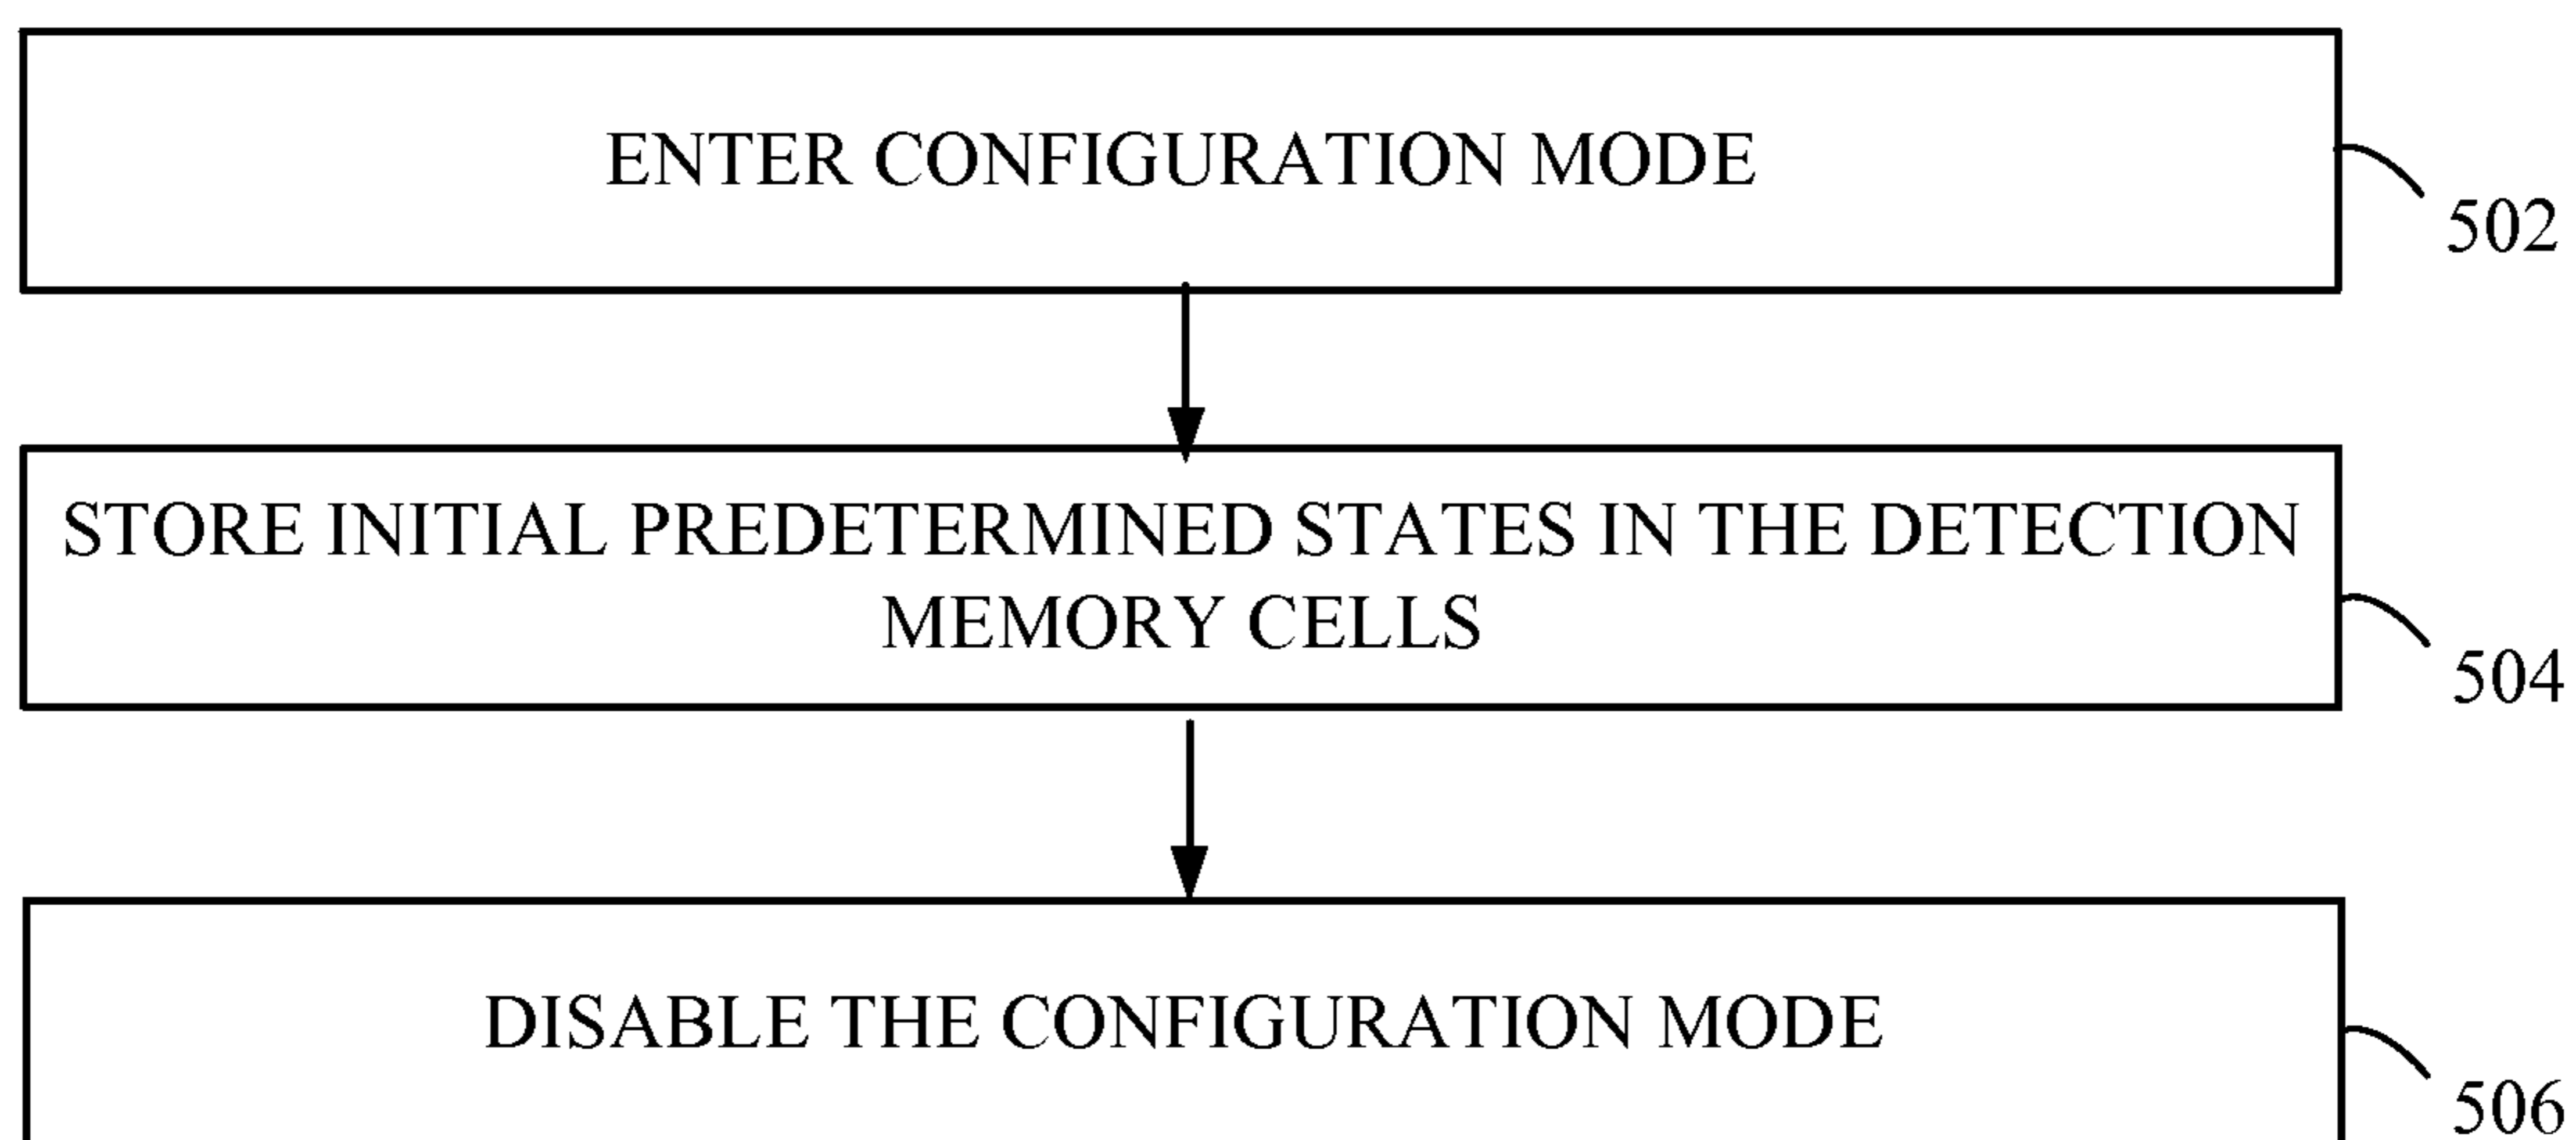 ENTER CONFIGURATION MODE
502
STORE INITIAL PREDETERMINED STATES IN THE DETECTION
MEMORY CELLS
504
DISABLE THE CONFIGURATION MODE
506